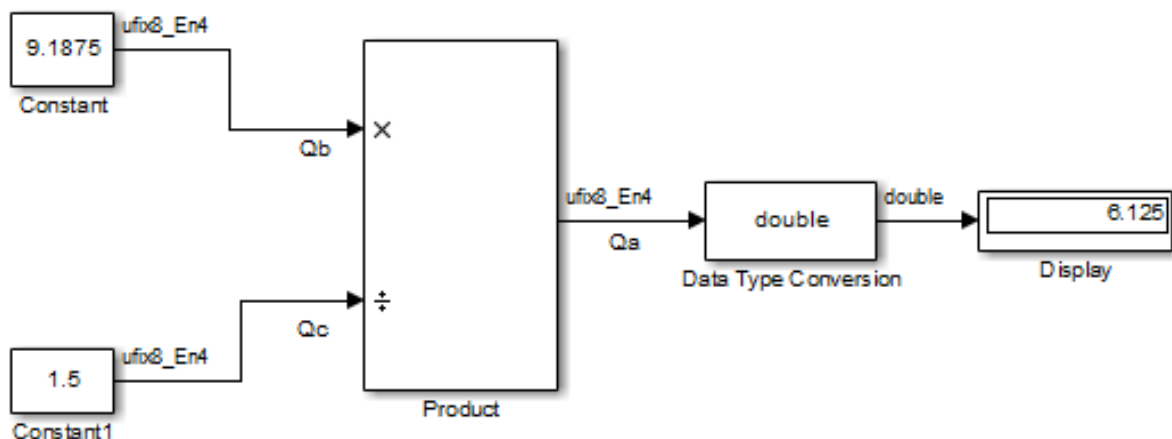 ufix8_En4
9.1875
Constant
Qb
×
ufix8_En4
double
double
6.125
Qa
Data Type Conversion
Display
÷
Qc
ufix8_En4
1.5
Product
Constant1